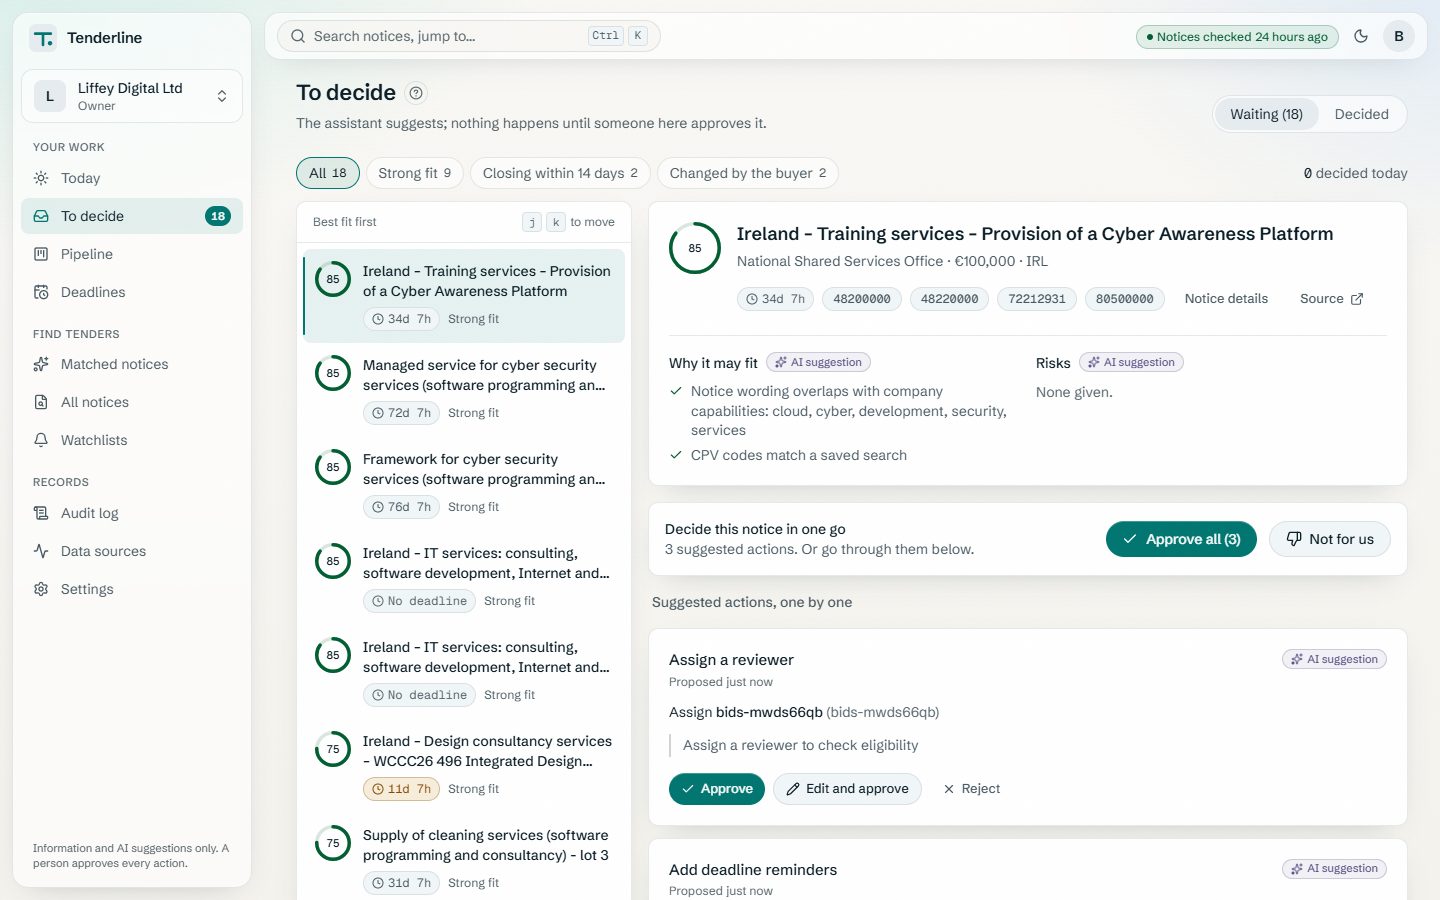 Tenderline
Search notices, jump to...
Ctrl K
Notices checked 24 hours ago
B
L
Liffey Digital Ltd
Owner
YOUR WORK
Today
To decide
18
Pipeline
Deadlines
FIND TENDERS
Matched notices
All notices
Watchlists
RECORDS
Audit log
Data sources
Settings
Information and AI suggestions only. A
person approves every action.
To decide
The assistant suggests; nothing happens until someone here approves it.
Waiting (18)
Decided
All 18
Strong fit 9
Closing within 14 days 2
Changed by the buyer 2
0 decided today
Best fit first
j k to move
85
Ireland – Training services – Provision
of a Cyber Awareness Platform
34d 7h
Strong fit
85
Managed service for cyber security
services (software programming an...
72d 7h
Strong fit
85
Framework for cyber security
services (software programming an...
76d 7h
Strong fit
85
Ireland – IT services: consulting,
software development, Internet and...
No deadline
Strong fit
85
Ireland – IT services: consulting,
software development, Internet and...
No deadline
Strong fit
75
Ireland – Design consultancy services
– WCCC26 496 Integrated Design...
11d 7h
Strong fit
75
Supply of cleaning services (software
programming and consultancy) - lot 3
31d 7h
Strong fit
85
Ireland – Training services – Provision of a Cyber Awareness Platform
National Shared Services Office · €100,000 · IRL
34d 7h
48200000
48220000
72212931
80500000
Notice details
Source
Why it may fit
AI suggestion
Notice wording overlaps with company
capabilities: cloud, cyber, development, security,
services
CPV codes match a saved search
Risks
AI suggestion
None given.
Decide this notice in one go
3 suggested actions. Or go through them below.
Approve all (3)
Not for us
Suggested actions, one by one
Assign a reviewer
AI suggestion
Proposed just now
Assign bids-mwds66qb (bids-mwds66qb)
Assign a reviewer to check eligibility
Approve
Edit and approve
Reject
Add deadline reminders
AI suggestion
Proposed just now